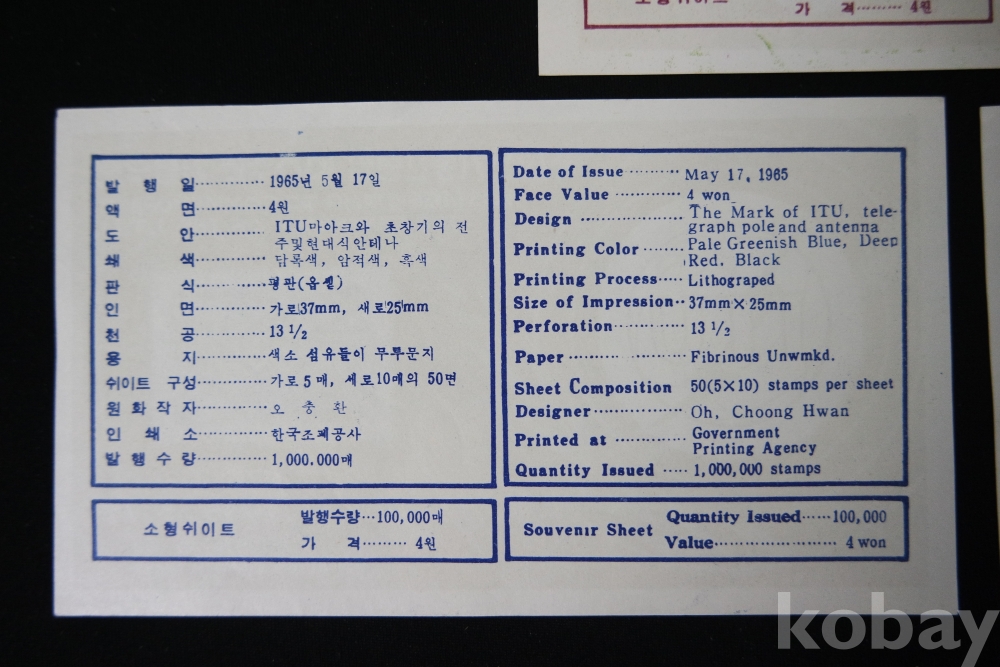 소형쉬이트
가 격········· 4원
발 행 일·············1965년 5월 17일
액 면·············4원
도 안·············ITU마아크와 초창기의 전
주및현대식안테나
쇄 색·············담록색, 암적색, 흑색
판 식·············평판(옵셑)
인 면·············가로37mm, 새로25mm
천 공·············13 1/2
용 지·············색소 섬유들이 무투문지
쉬이트 구성·············가로5매, 세로10매의 50면
원 화 작 자·············오 충 환
인 쇄 소·············한국조폐공사
발 행 수 량·············1,000.000매
소형쉬이트
발행수량···100,000매
가 격········· 4원
Date of Issue ········· May 17, 1965
Face Value ··········· 4 won
Design ················· The Mark of ITU, tele-
graph pole and antenna
Printing Color ······· Pale Greenish Blue, Deep
Red. Black
Printing Process····· Lithograped
Size of Impression·· 37mm×25mm
Perforation············ 13 1/2
Paper ··················· Fibrinous Unwmkd.
Sheet Composition 50(5×10) stamps per sheet
Designer················ Oh, Choong Hwan
Printed at ············ Government
Printing Agency
Quantity Issued ····· 1,000,000 stamps
Souvenir Sheet
Quantity Issued······100,000
Value······················ 4 won
kobay